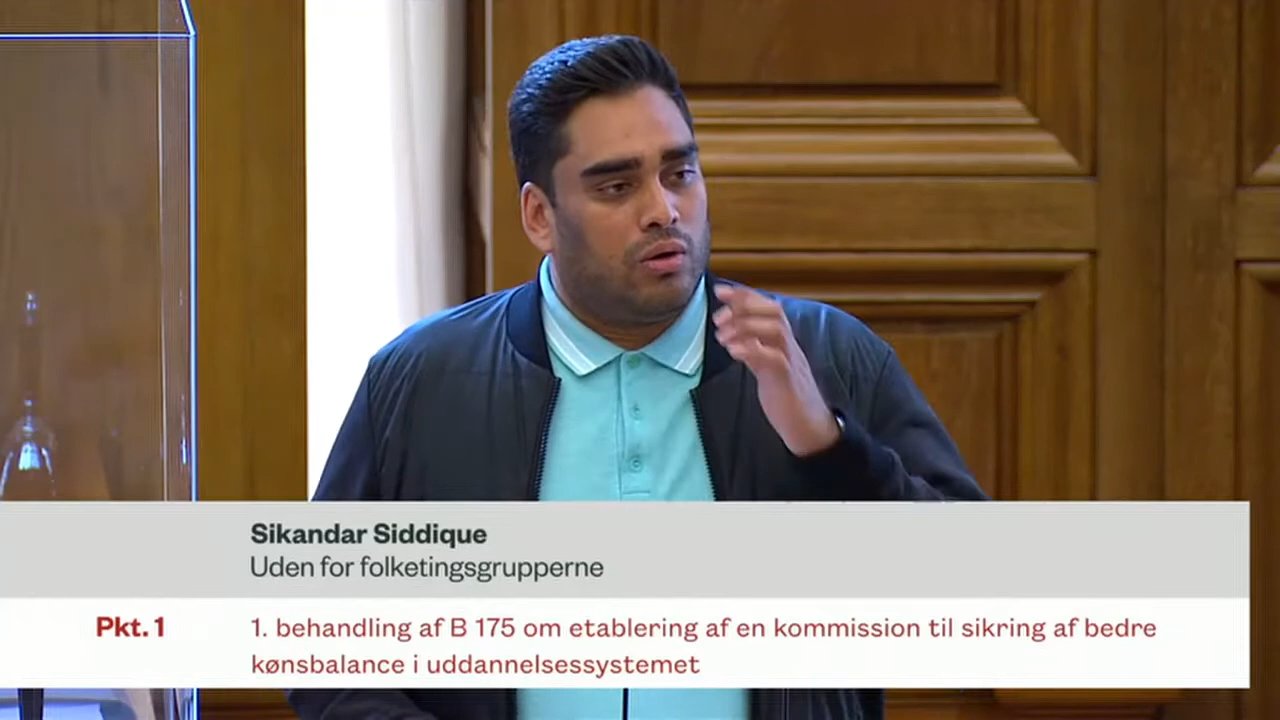 Sikandar Siddique
Uden for folketingsgrupperne
Pkt. 1 1. behandling af B 175 om etablering af en kommission til sikring af bedre
kønsbalance i uddannelsessystemet